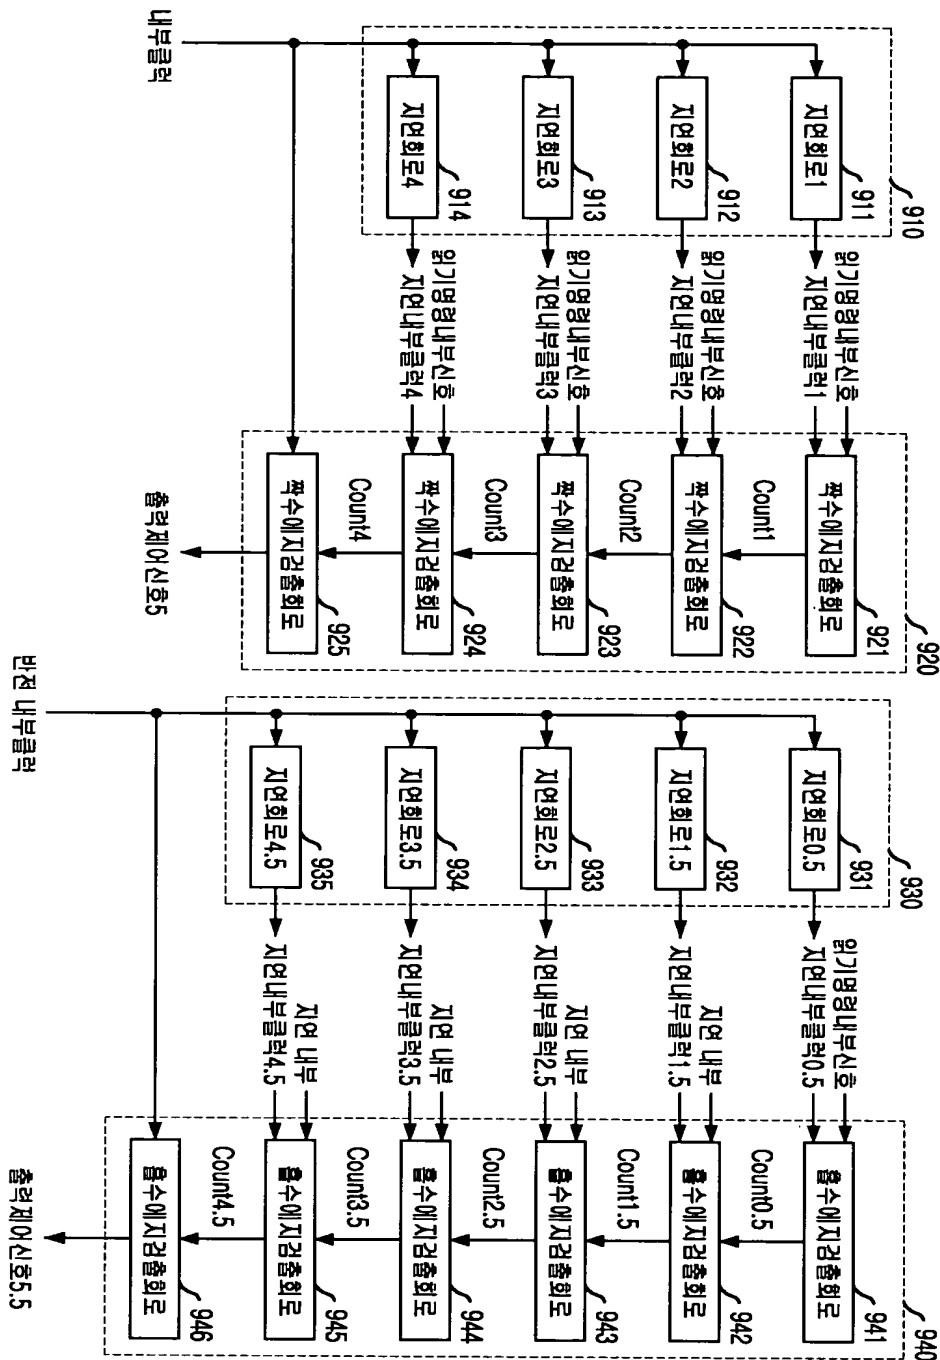 910
911
지연회로1
912
지연회로2
913
지연회로3
914
지연회로4
내부클럭
읽기명령내부신호
지연내부클럭1
읽기명령내부신호
지연내부클럭2
읽기명령내부신호
지연내부클럭3
읽기명령내부신호
지연내부클럭4
920
921
짝수에지검출회로
Count1
922
짝수에지검출회로
Count2
923
짝수에지검출회로
Count3
924
짝수에지검출회로
Count4
925
짝수에지검출회로
출력제어신호5
930
931
지연회로0.5
932
지연회로1.5
933
지연회로2.5
934
지연회로3.5
935
지연회로4.5
반전 내부클럭
읽기명령내부신호
지연내부클럭0.5
지연 내부
지연내부클럭1.5
지연 내부
지연내부클럭2.5
지연 내부
지연내부클럭3.5
지연 내부
지연내부클럭4.5
940
941
홀수에지검출회로
Count0.5
942
홀수에지검출회로
Count1.5
943
홀수에지검출회로
Count2.5
944
홀수에지검출회로
Count3.5
945
홀수에지검출회로
Count4.5
946
홀수에지검출회로
출력제어신호5.5